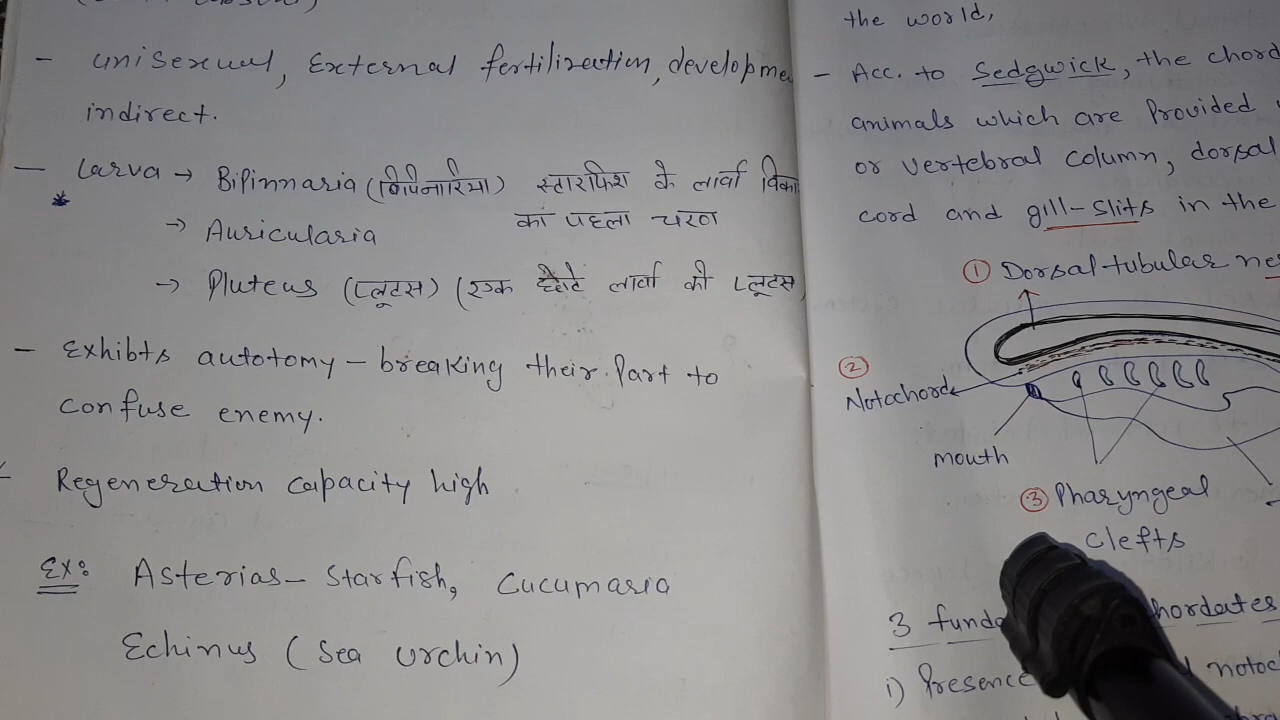 - Unisexual, External fertilization, developme
indirect.
- Larva → Bipinnaria (बिपिनारिया) स्टारफिश के लार्वा विका
का पहला चरण
* → Auricularia
→ Pluteus (प्लूटस) (एक छोटे लार्वा की प्लूटस
- Exhibts autotomy - breaking their part to
confuse enemy.
Regeneration capacity high
Ex: Asterias - Starfish, Cucumaria
Echinus (Sea urchin)
the world,
- Acc. to Sedgwick, the chord
animals which are Provided
or vertebral column, dorsal
cord and gill-slits in the
① Dorsal tubular ne
② Notochord
mouth
③ Pharyngeal
clefts
3 funda hordates
i) Presence notoc